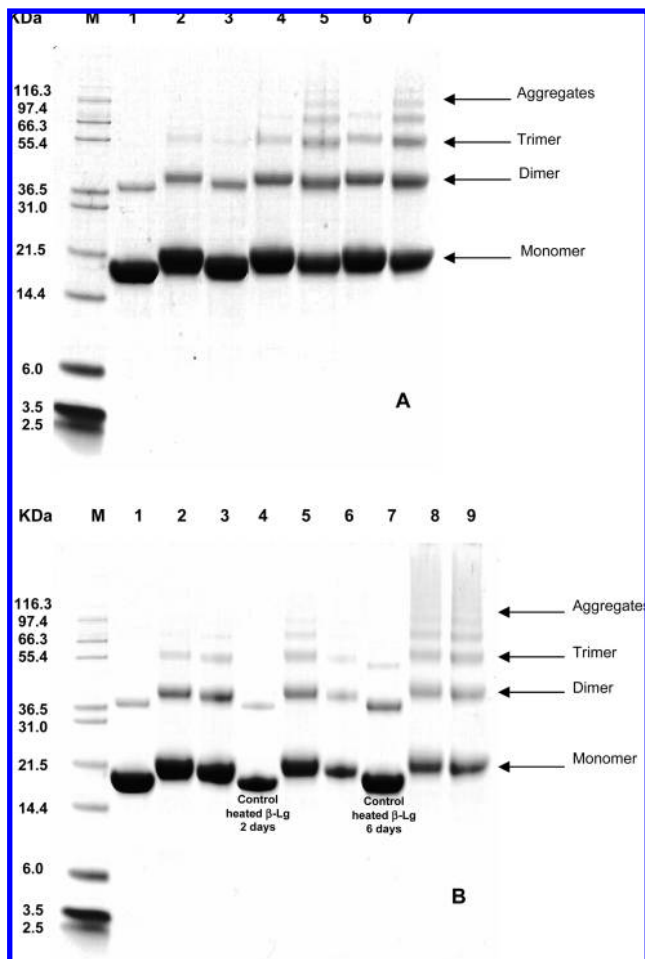 KDa M 1 2 3 4 5 6 7
116.3
97.4
66.3
55.4
36.5
31.0
21.5
14.4
6.0
3.5
2.5
Aggregates
Trimer
Dimer
Monomer
A
KDa M 1 2 3 4 5 6 7 8 9
116.3
97.4
66.3
55.4
36.5
31.0
21.5
14.4
6.0
3.5
2.5
Aggregates
Trimer
Dimer
Monomer
Control
heated β-Lg
2 days
Control
heated β-Lg
6 days
B